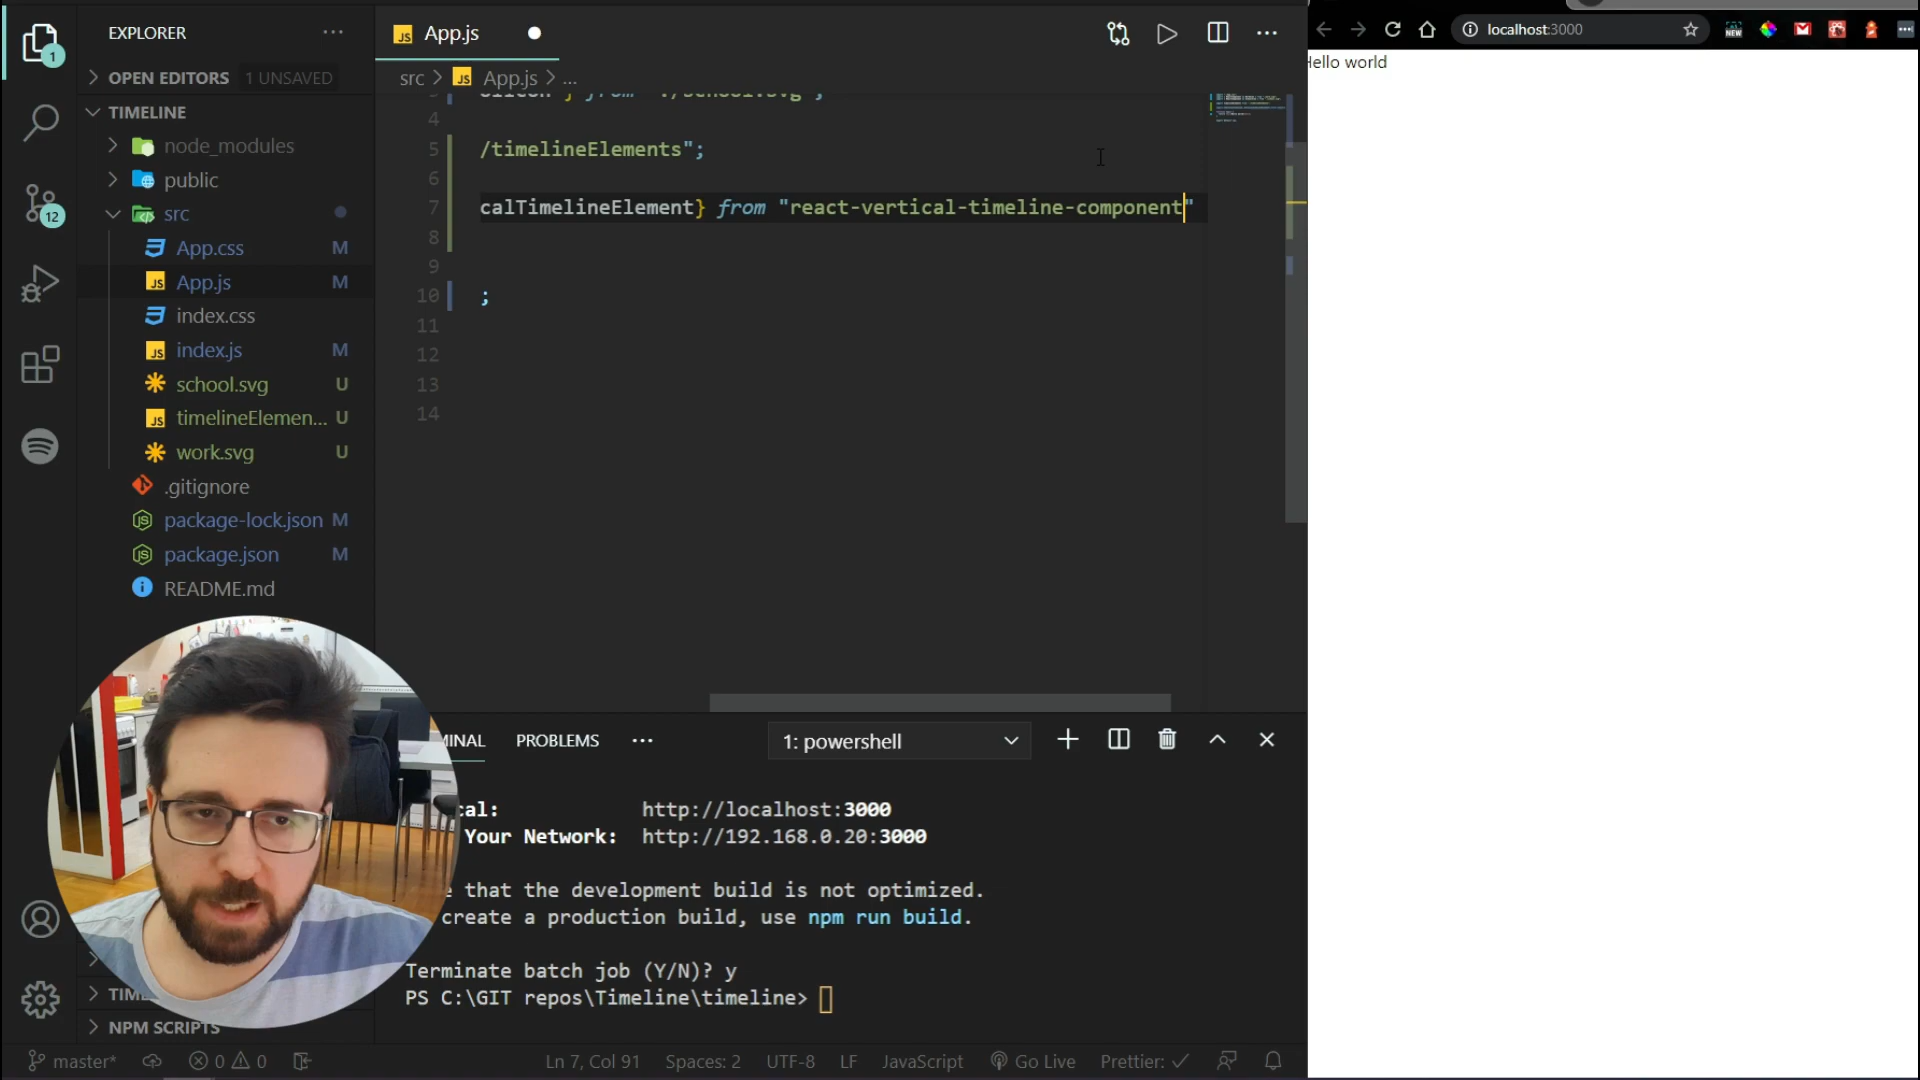 EXPLORER
OPEN EDITORS 1 UNSAVED
TIMELINE
node_modules
public
src
App.css M
App.js M
index.css
index.js M
school.svg U
timelineElemen... U
work.svg U
.gitignore
package-lock.json M
package.json M
README.md
NPM SCRIPTS
1
12
App.js
src > App.js > ...
4
5 /timelineElements";
6
7 calTimelineElement} from "react-vertical-timeline-component"
8
9
10 ;
11
12
13
14
PROBLEMS
1: powershell
http://localhost:3000
Your Network: http://192.168.0.20:3000
that the development build is not optimized.
create a production build, use npm run build.
Terminate batch job (Y/N)? y
PS C:\GIT repos\Timeline\timeline>
master* 0 0 Ln 7, Col 91 Spaces: 2 UTF-8 LF JavaScript Go Live Prettier: ✓
localhost:3000
NEW
Hello world